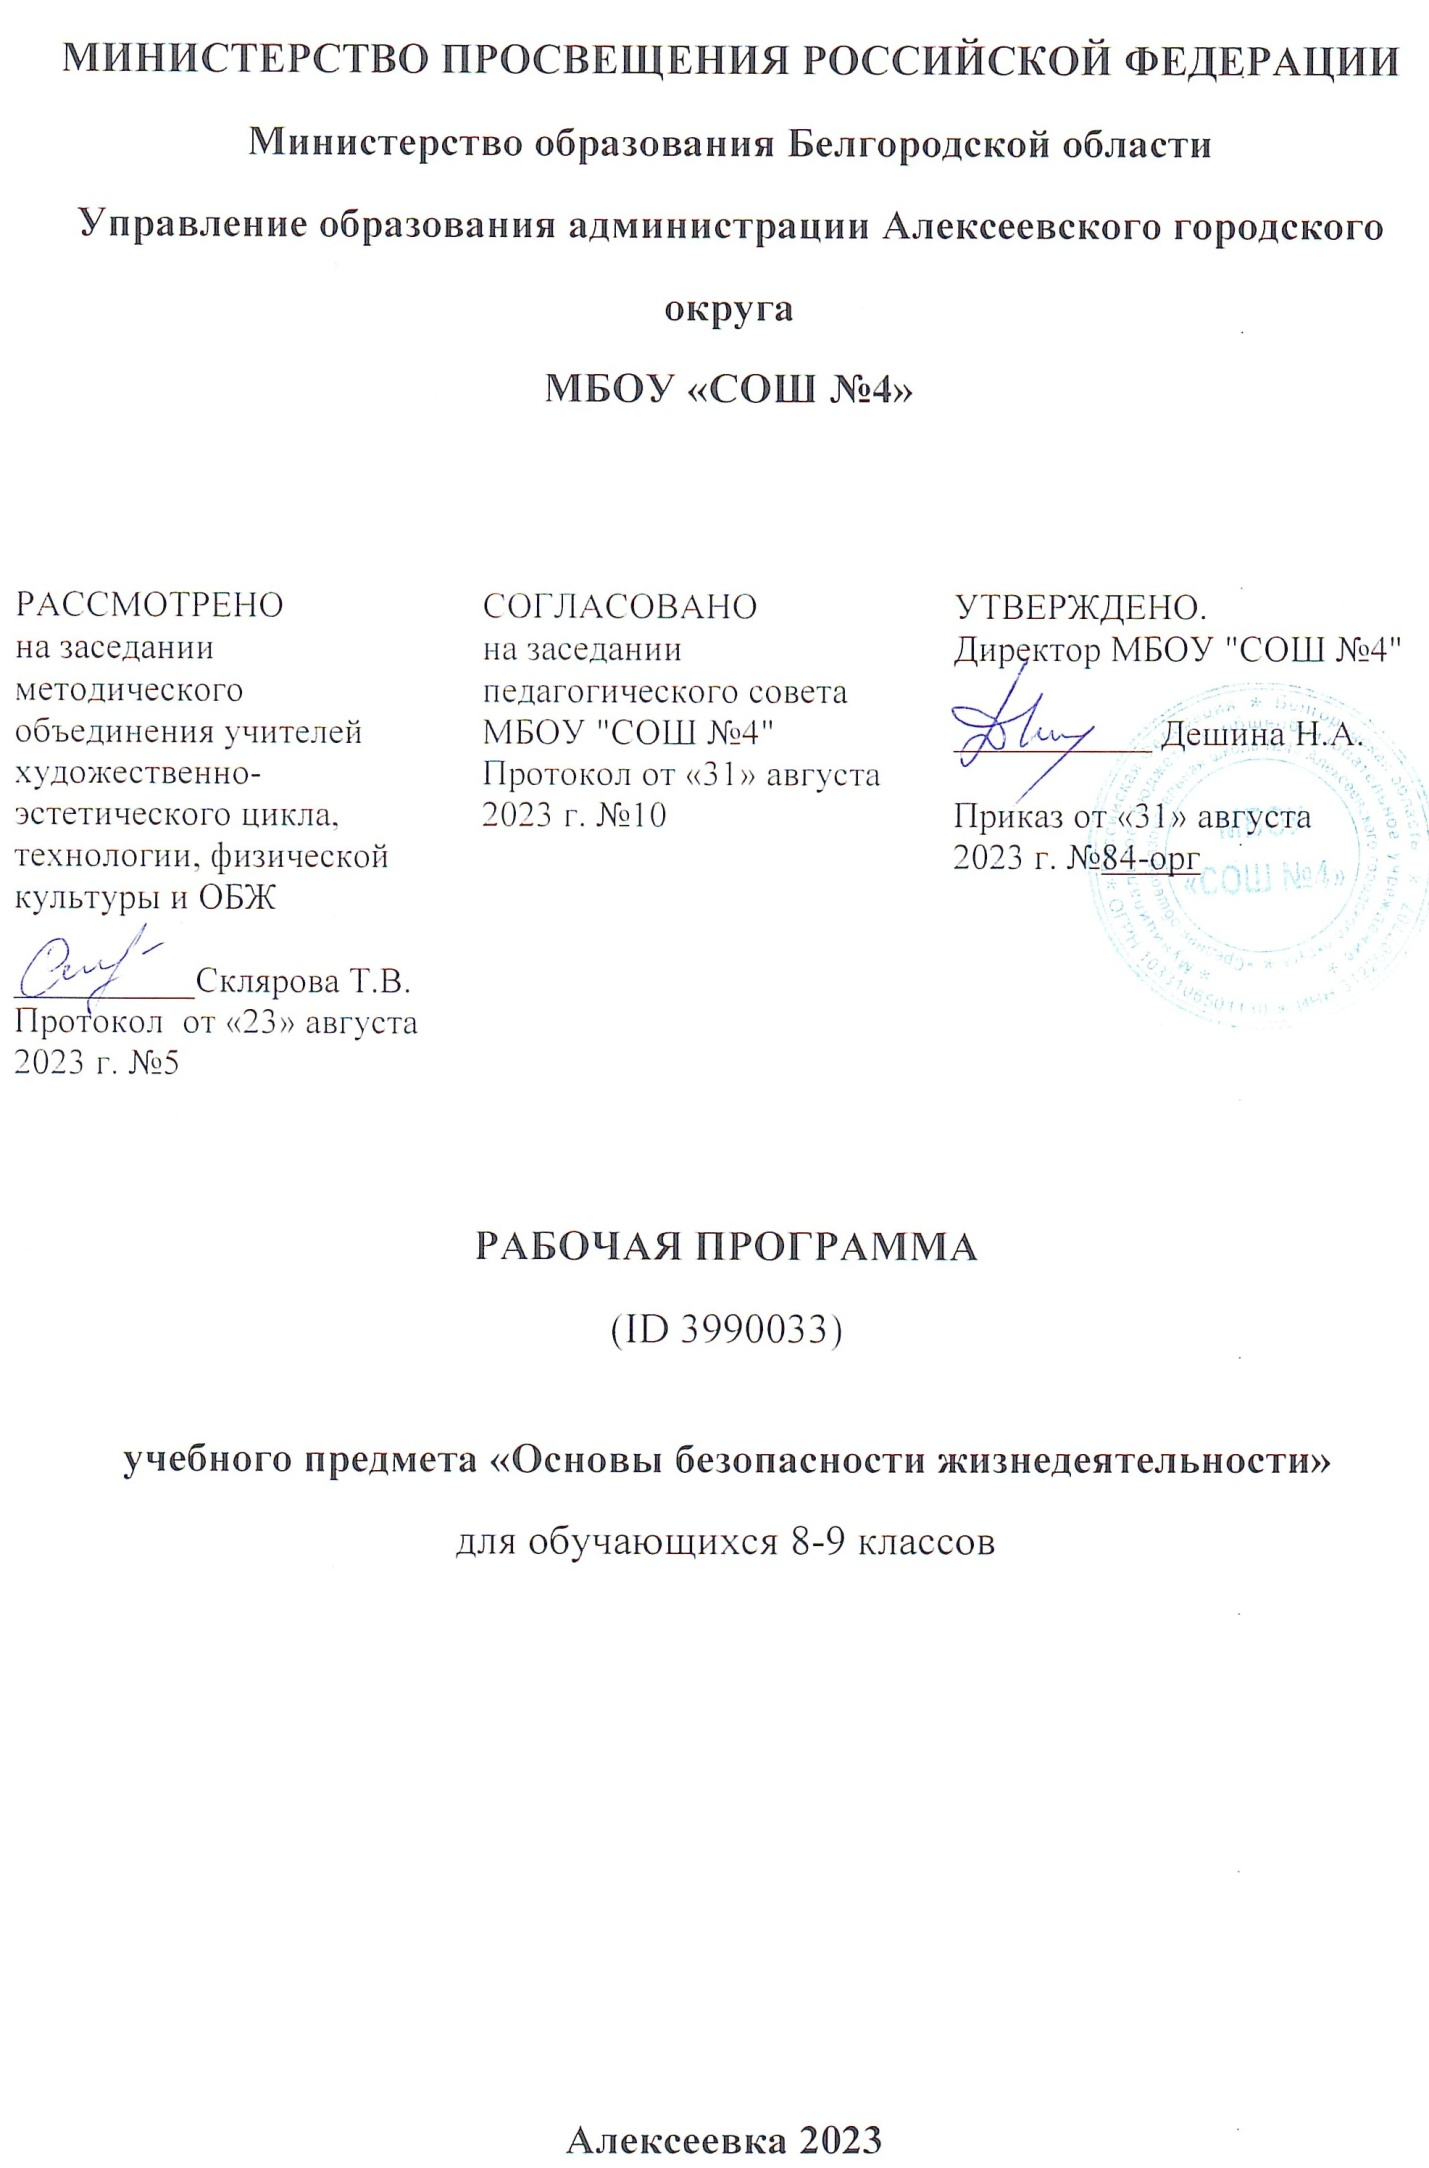 МИНИСТЕРСТВО ПРОСВЕЩЕНИЯ РОССИЙСКОЙ ФЕДЕРАЦИИ
Министерство образования Белгородской области
Управление образования администрации Алексеевского городского
округа
МБОУ «СОШ №4»
РАССМОТРЕНО
на заседании
методического
объединения учителей
художественно-
эстетического цикла,
технологии, физической
культуры и ОБЖ
Склярова Т.В.
Протокол от «23» августа
2023 г. №5
СОГЛАСОВАНО
на заседании
педагогического совета
МБОУ "СОШ №4"
Протокол от «31» августа
2023 г. №10
УТВЕРЖДЕНО.
Директор МБОУ "СОШ №4"
Дешина Н.А.
Приказ от «31» августа
2023 г. №84-орг
МБОУ
«СОШ №4»
РАБОЧАЯ ПРОГРАММА
(ID 3990033)
учебного предмета «Основы безопасности жизнедеятельности»
для обучающихся 8-9 классов
Алексеевка 2023